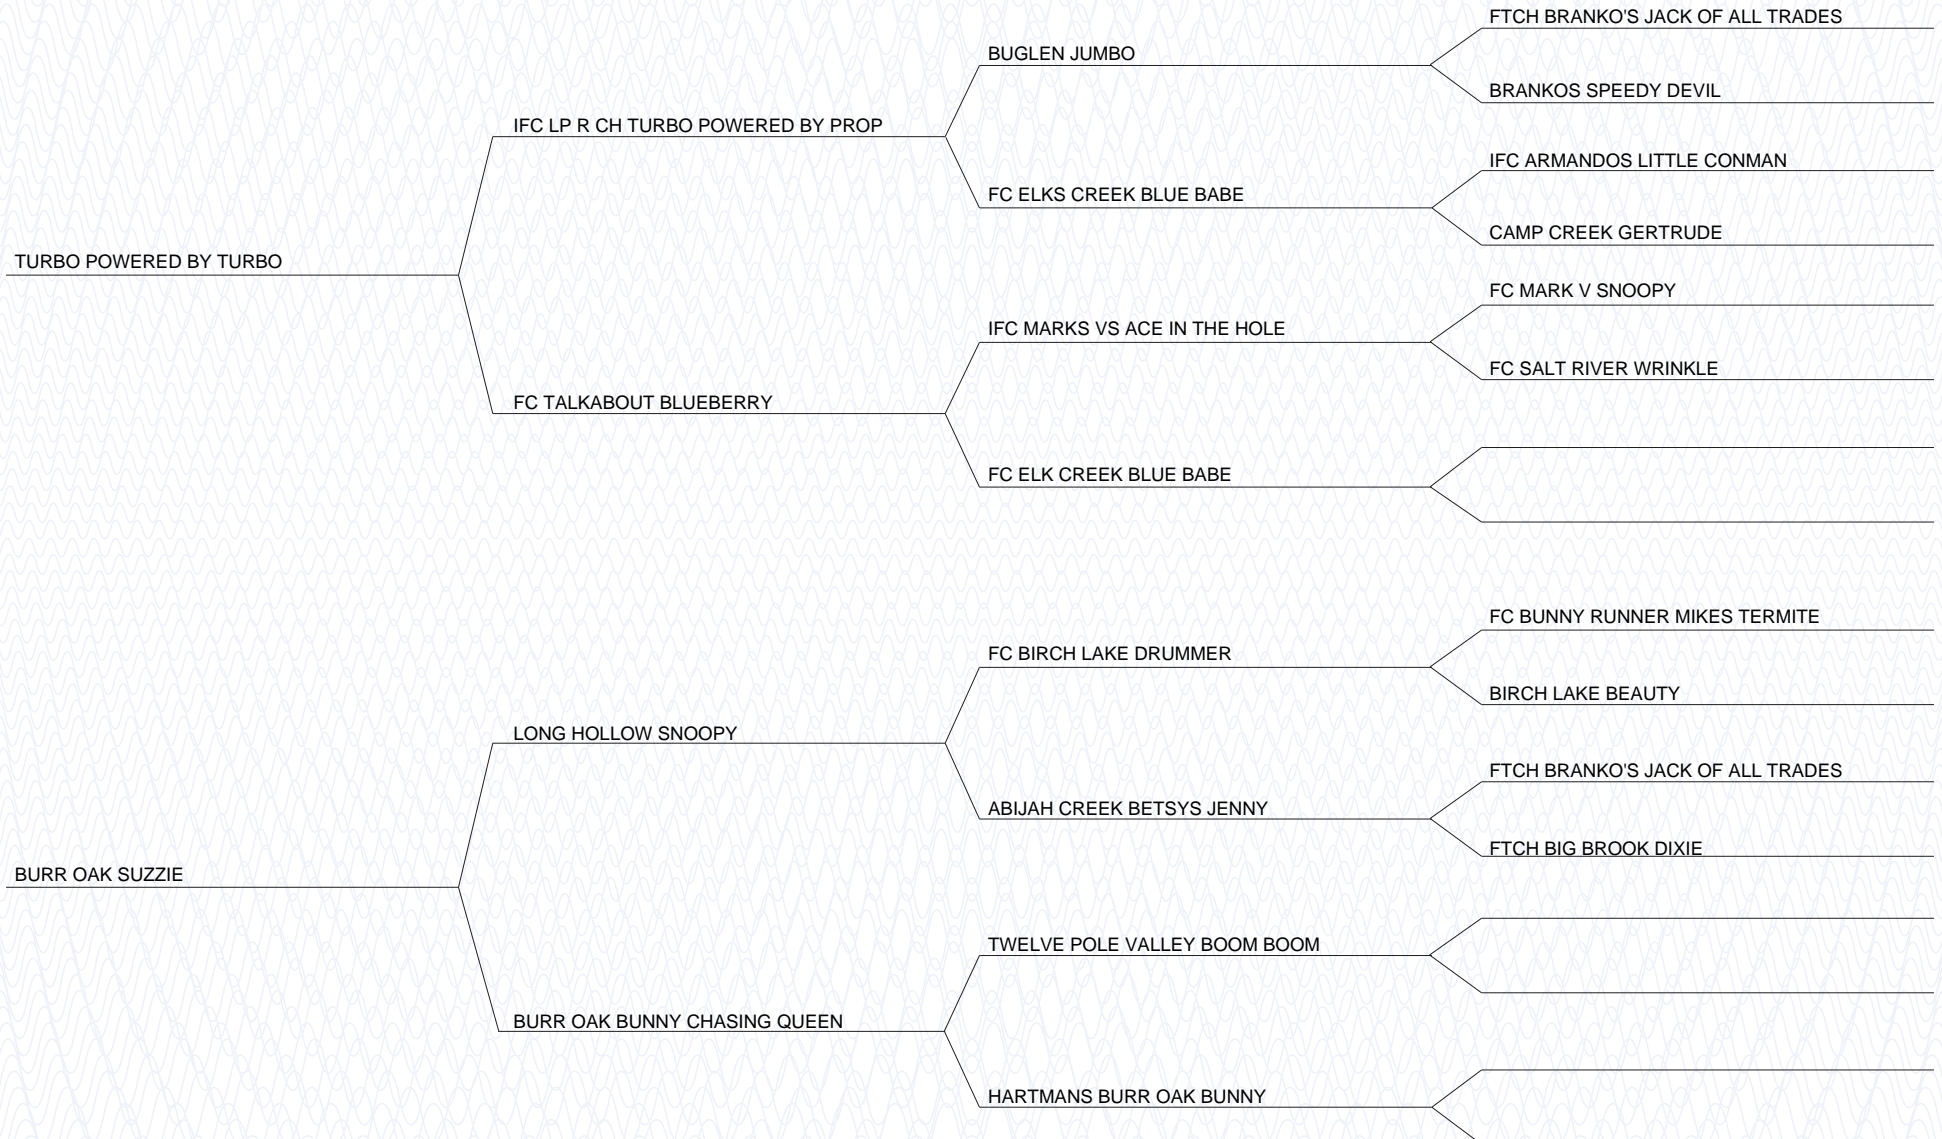 FTCH BRANKO'S JACK OF ALL TRADES
BUGLEN JUMBO
BRANKOS SPEEDY DEVIL
IFC LP R CH TURBO POWERED BY PROP
IFC ARMANDOS LITTLE CONMAN
FC ELKS CREEK BLUE BABE
CAMP CREEK GERTRUDE
TURBO POWERED BY TURBO
FC MARK V SNOOPY
IFC MARKS VS ACE IN THE HOLE
FC SALT RIVER WRINKLE
FC TALKABOUT BLUEBERRY
FC ELK CREEK BLUE BABE
FC BUNNY RUNNER MIKES TERMITE
FC BIRCH LAKE DRUMMER
BIRCH LAKE BEAUTY
LONG HOLLOW SNOOPY
FTCH BRANKO'S JACK OF ALL TRADES
ABIJAH CREEK BETSYS JENNY
FTCH BIG BROOK DIXIE
BURR OAK SUZZIE
TWELVE POLE VALLEY BOOM BOOM
BURR OAK BUNNY CHASING QUEEN
HARTMANS BURR OAK BUNNY